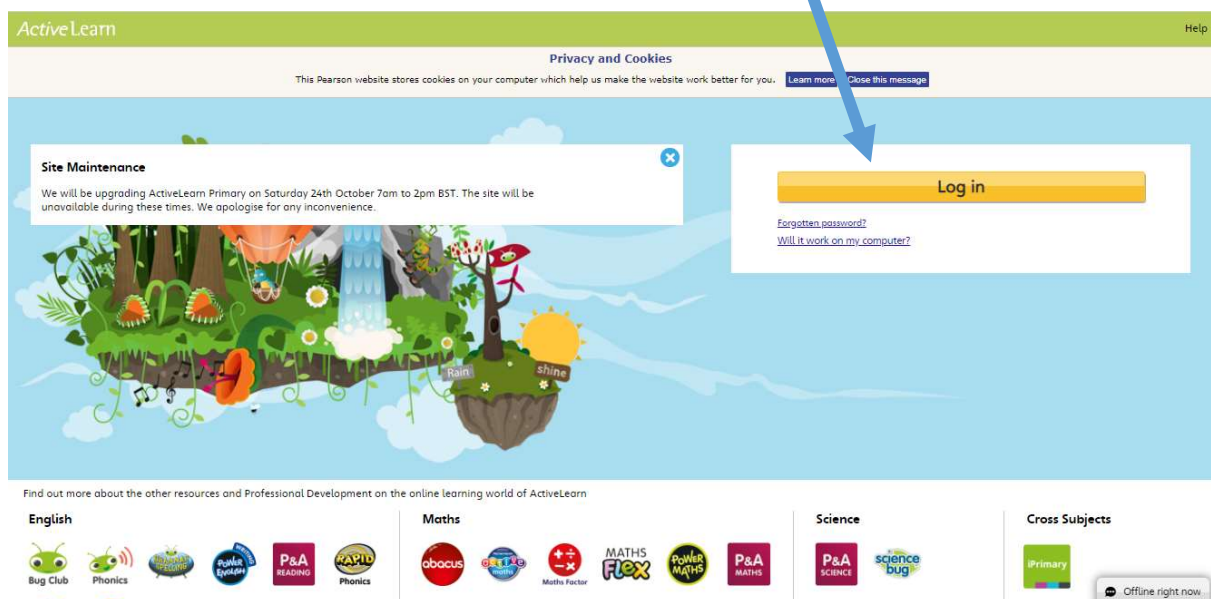 ActiveLearn
Help
Privacy and Cookies
This Pearson website stores cookies on your computer which help us make the website work better for you. Learn more Close this message
Site Maintenance
We will be upgrading ActiveLearn Primary on Saturday 24th October 7am to 2pm BST. The site will be
unavailable during these times. We apologise for any inconvenience.
Log in
Forgotten password?
Will it work on my computer?
Rain
shine
Find out more about the other resources and Professional Development on the online learning world of ActiveLearn
English
Maths
Science
Cross Subjects
Bug Club
Phonics
POWER ENGLISH
P&A READING
RAPID Phonics
abacus
maths
Maths Factor
MATHS FLEX
POWER MATHS
P&A MATHS
P&A SCIENCE
science bug
iPrimary
Offline right now